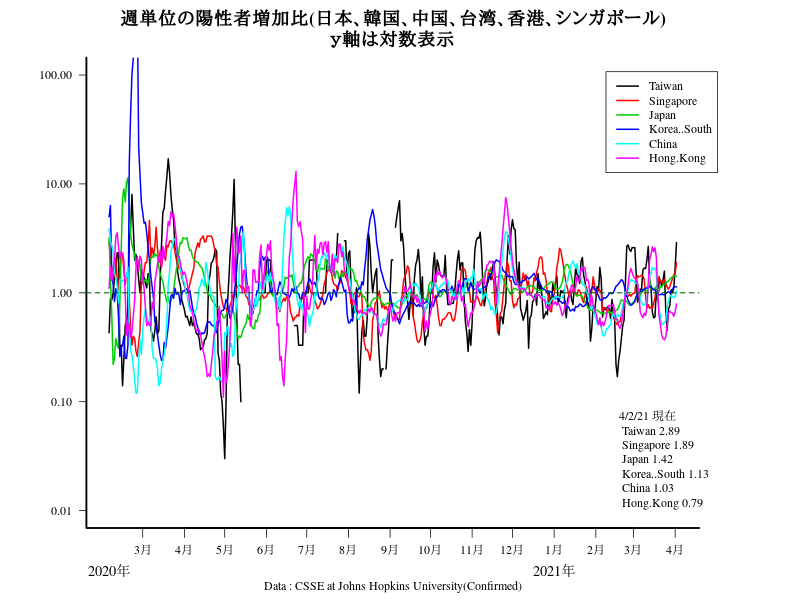 週単位の陽性者増加比(日本、韓国、中国、台湾、香港、シンガポール)
y軸は対数表示
100.00
10.00
1.00
0.10
0.01
Taiwan
Singapore
Japan
Korea..South
China
Hong.Kong
4/2/21 現在
Taiwan 2.89
Singapore 1.89
Japan 1.42
Korea..South 1.13
China 1.03
Hong.Kong 0.79
3月 4月 5月 6月 7月 8月 9月 10月 11月 12月 1月 2月 3月 4月
2020年 2021年
Data : CSSE at Johns Hopkins University(Confirmed)